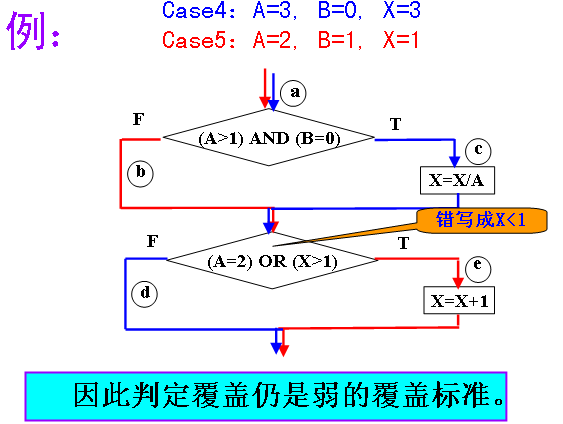 例：
Case4：A=3, B=0, X=3
Case5：A=2, B=1, X=1
a
F
(A>1) AND (B=0)
T
b
c
X=X/A
错写成X<1
F
(A=2) OR (X>1)
T
d
e
X=X+1
因此判定覆盖仍是弱的覆盖标准。